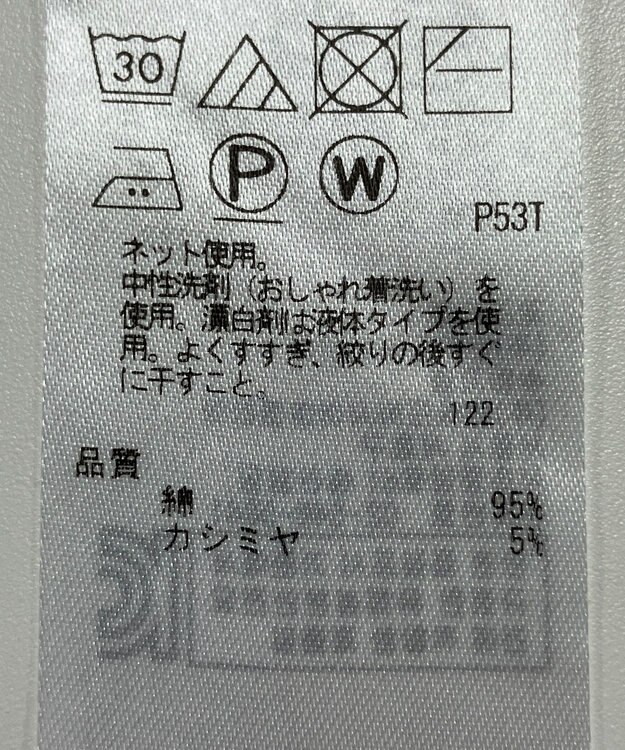 30
P W
P53T
ネット使用。
中性洗剤（おしゃれ着洗い）を
使用。漂白剤は液体タイプを使
用。よくすすぎ、絞りの後すぐ
に干すこと。
122
品質
綿 95%
カシミヤ 5%